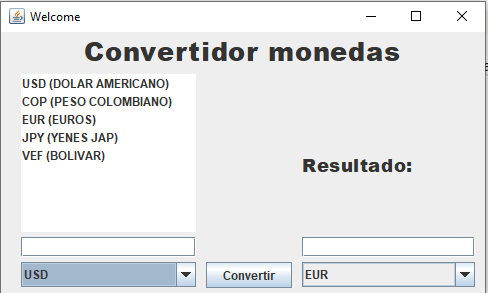 Welcome
Convertidor monedas
USD (DOLAR AMERICANO)
COP (PESO COLOMBIANO)
EUR (EUROS)
JPY (YENES JAP)
VEF (BOLIVAR)
Resultado:
USD
Convertir
EUR